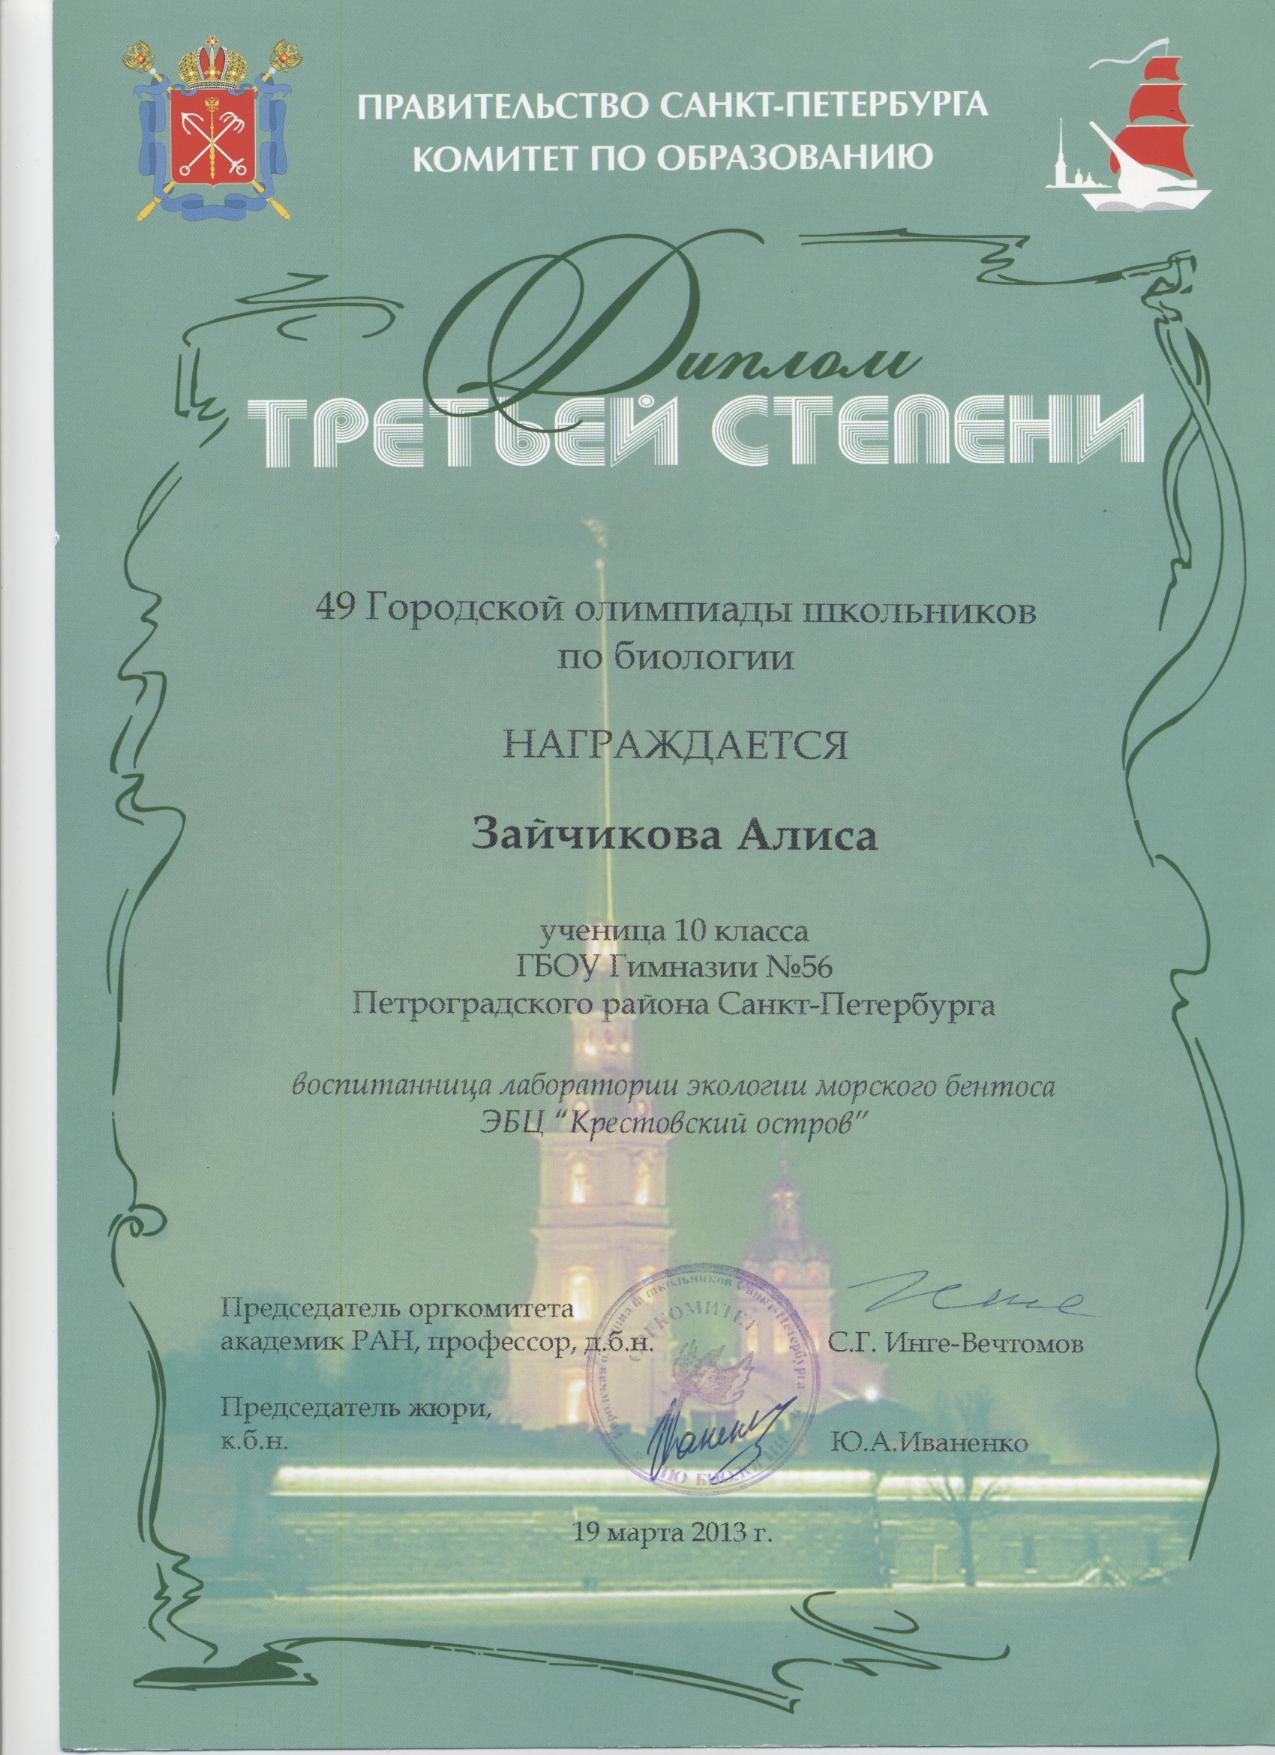 ПРАВИТЕЛЬСТВО САНКТ-ПЕТЕРБУРГА
КОМИТЕТ ПО ОБРАЗОВАНИЮ
Диплом
ТРЕТЬЕЙ СТЕПЕНИ
49 Городской олимпиады школьников
по биологии
НАГРАЖДАЕТСЯ
Зайчикова Алиса
ученица 10 класса
ГБОУ Гимназии №56
Петроградского района Санкт-Петербурга
воспитанница лаборатории экологии морского бентоса
ЭБЦ "Крестовский остров"
Председатель оргкомитета
академик РАН, профессор, д.б.н.
С.Г. Инге-Вечтомов
Городская олимпиада школьников Санкт-Петербурга
ОРГКОМИТЕТ
ПО БИОЛОГИИ
Председатель жюри,
к.б.н.
Ю.А.Иваненко
19 марта 2013 г.